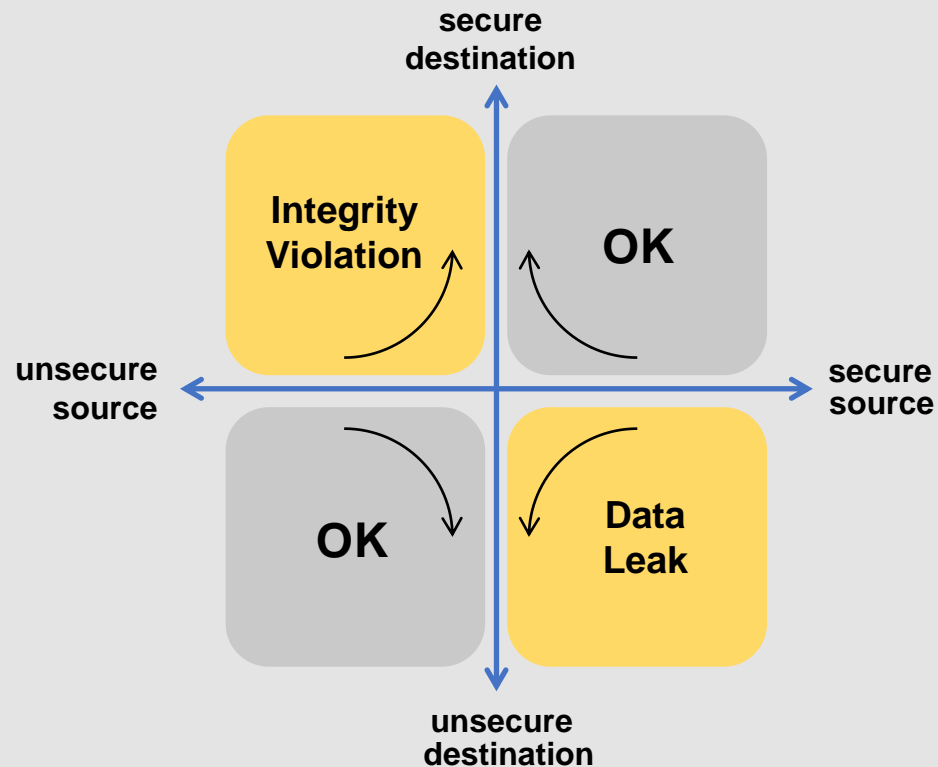 secure
destination
Integrity
Violation
OK
unsecure
source
secure
source
OK
Data
Leak
unsecure
destination